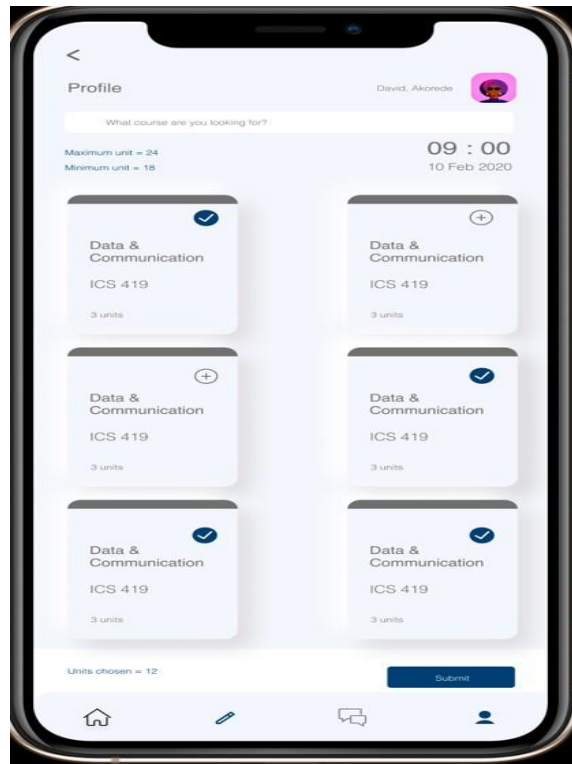 <
Profile
David, Akorede
What course are you looking for?
Maximum unit = 24
Minimum unit = 18
09 : 00
10 Feb 2020
Data &
Communication
ICS 419
3 units
Data &
Communication
ICS 419
3 units
Data &
Communication
ICS 419
3 units
Data &
Communication
ICS 419
3 units
Data &
Communication
ICS 419
3 units
Data &
Communication
ICS 419
3 units
Units chosen = 12
Submit